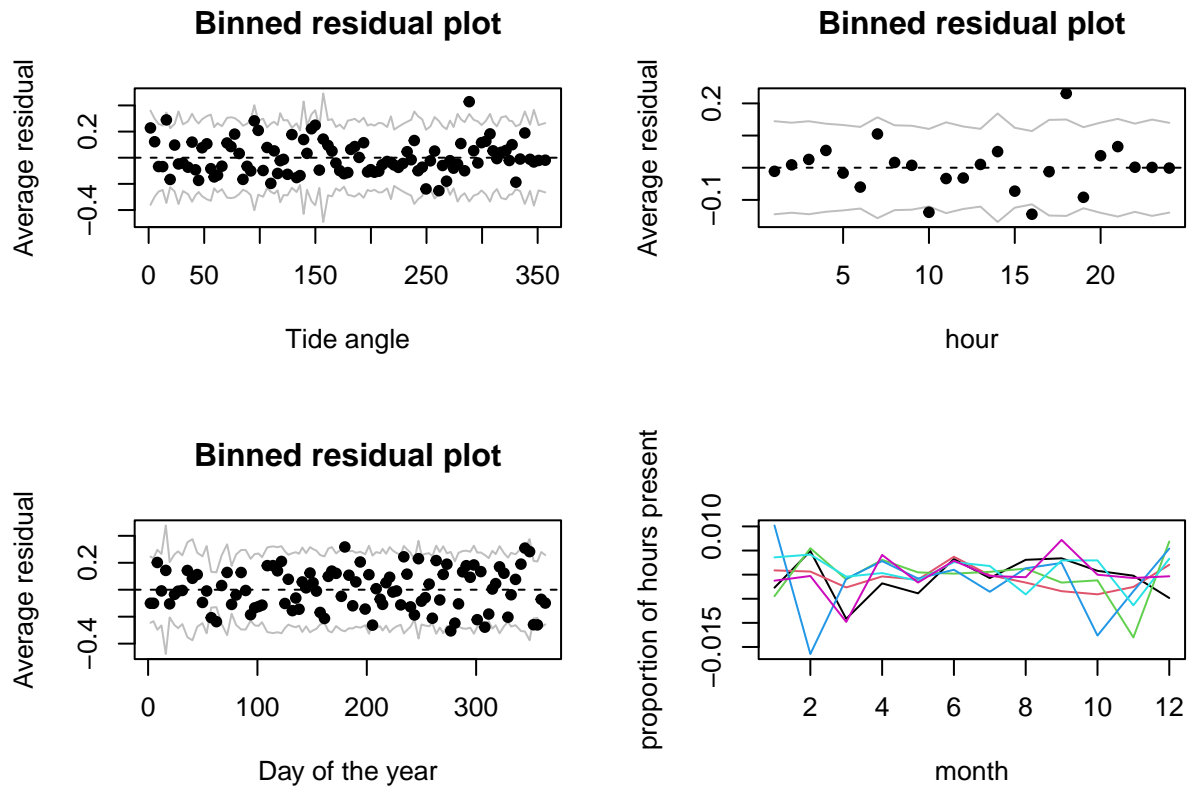 Binned residual plot
Average residual
0.2
−0.4
0 50 150 250 350
Tide angle
Binned residual plot
Average residual
0.2
−0.1
5 10 15 20
hour
Binned residual plot
Average residual
0.2
−0.4
0 100 200 300
Day of the year
proportion of hours present
0.010
−0.015
2 4 6 8 10 12
month